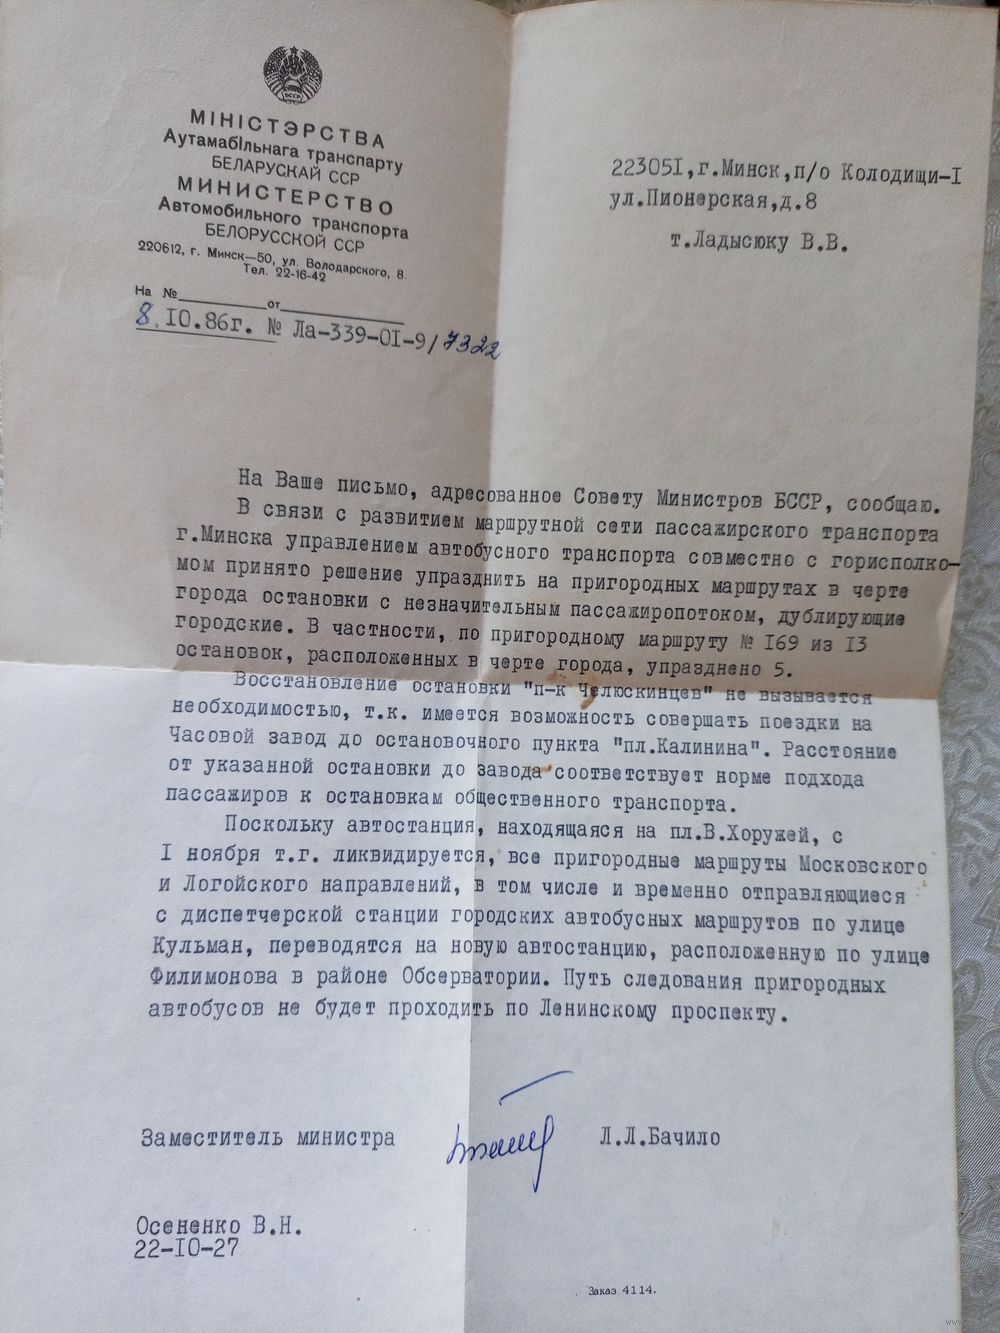 БССР
МІНІСТЭРСТВА
Аутамабільнага транспарту
БЕЛАРУСКАЙ ССР
МИНИСТЕРСТВО
Автомобильного транспорта
БЕЛОРУССКОЙ ССР
220612, г. Минск—50, ул. Володарского, 8.
Тел. 22-16-42
На № от
8.10.86г. № Ла-339-01-9/7322
223051,г.Минск,п/о Колодищи-1
ул.Пионерская,д.8
т.Ладысюку В.В.
На Ваше письмо, адресованное Совету Министров БССР, сообщаю.
В связи с развитием маршрутной сети пассажирского транспорта
г.Минска управлением автобусного транспорта совместно с горисполко-
мом принято решение упразднить на пригородных маршрутах в черте
города остановки с незначительным пассажиропотоком, дублирующие
городские. В частности, по пригородному маршруту № 169 из 13
остановок, расположенных в черте города, упразднено 5.
Восстановление остановки "п-к Челюскинцев" не вызывается
необходимостью, т.к. имеется возможность совершать поездки на
Часовой завод до остановочного пункта "пл.Калинина". Расстояние
от указанной остановки до завода соответствует норме подхода
пассажиров к остановкам общественного транспорта.
Поскольку автостанция, находящаяся на пл.В.Хоружей, с
1 ноября т.г. ликвидируется, все пригородные маршруты Московского
и Логойского направлений, в том числе и временно отправляющиеся
с диспетчерской станции городских автобусных маршрутов по улице
Кульман, переводятся на новую автостанцию, расположенную по улице
Филимонова в районе Обсерватории. Путь следования пригородных
автобусов не будет проходить по Ленинскому проспекту.
Заместитель министра Л.Л.Бачило
Осененко В.Н.
22-10-27
Заказ 4114.